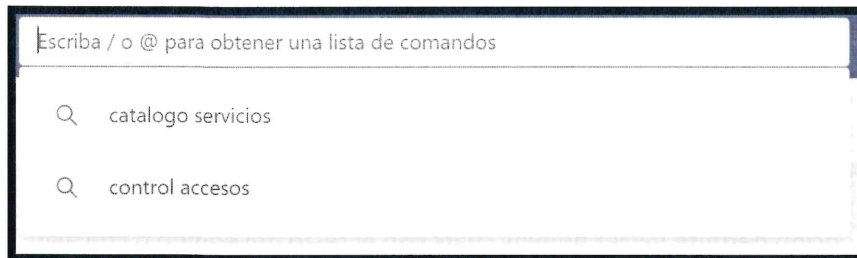 Escriba / o @ para obtener una lista de comandos
catalogo servicios
control accesos